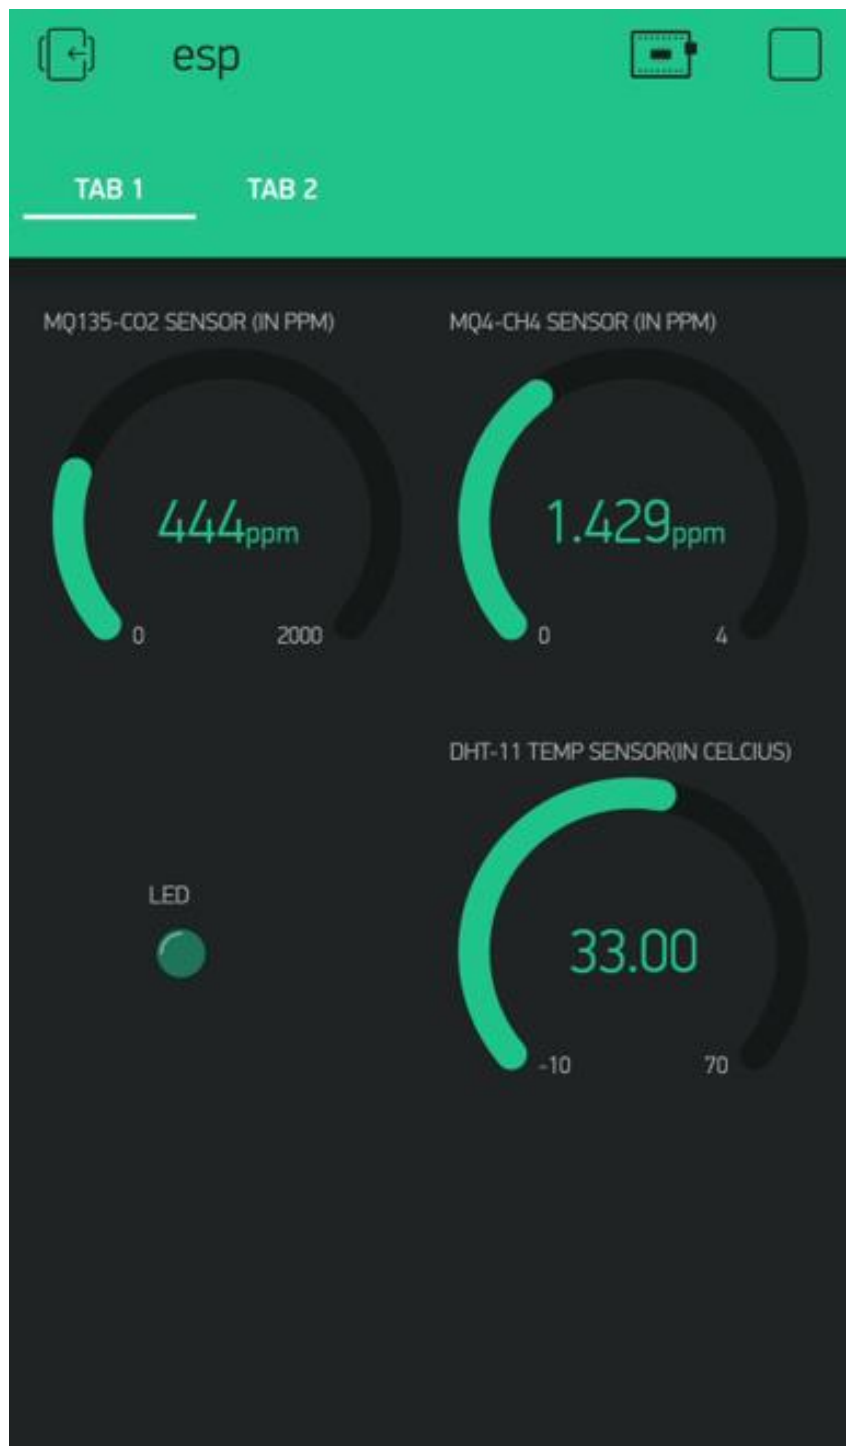 esp
TAB 1 TAB 2
MQ135-CO2 SENSOR (IN PPM) MQ4-CH4 SENSOR (IN PPM)
444ppm 1.429ppm
0 2000 0 4
DHT-11 TEMP SENSOR(IN CELCIUS)
LED
33.00
-10 70